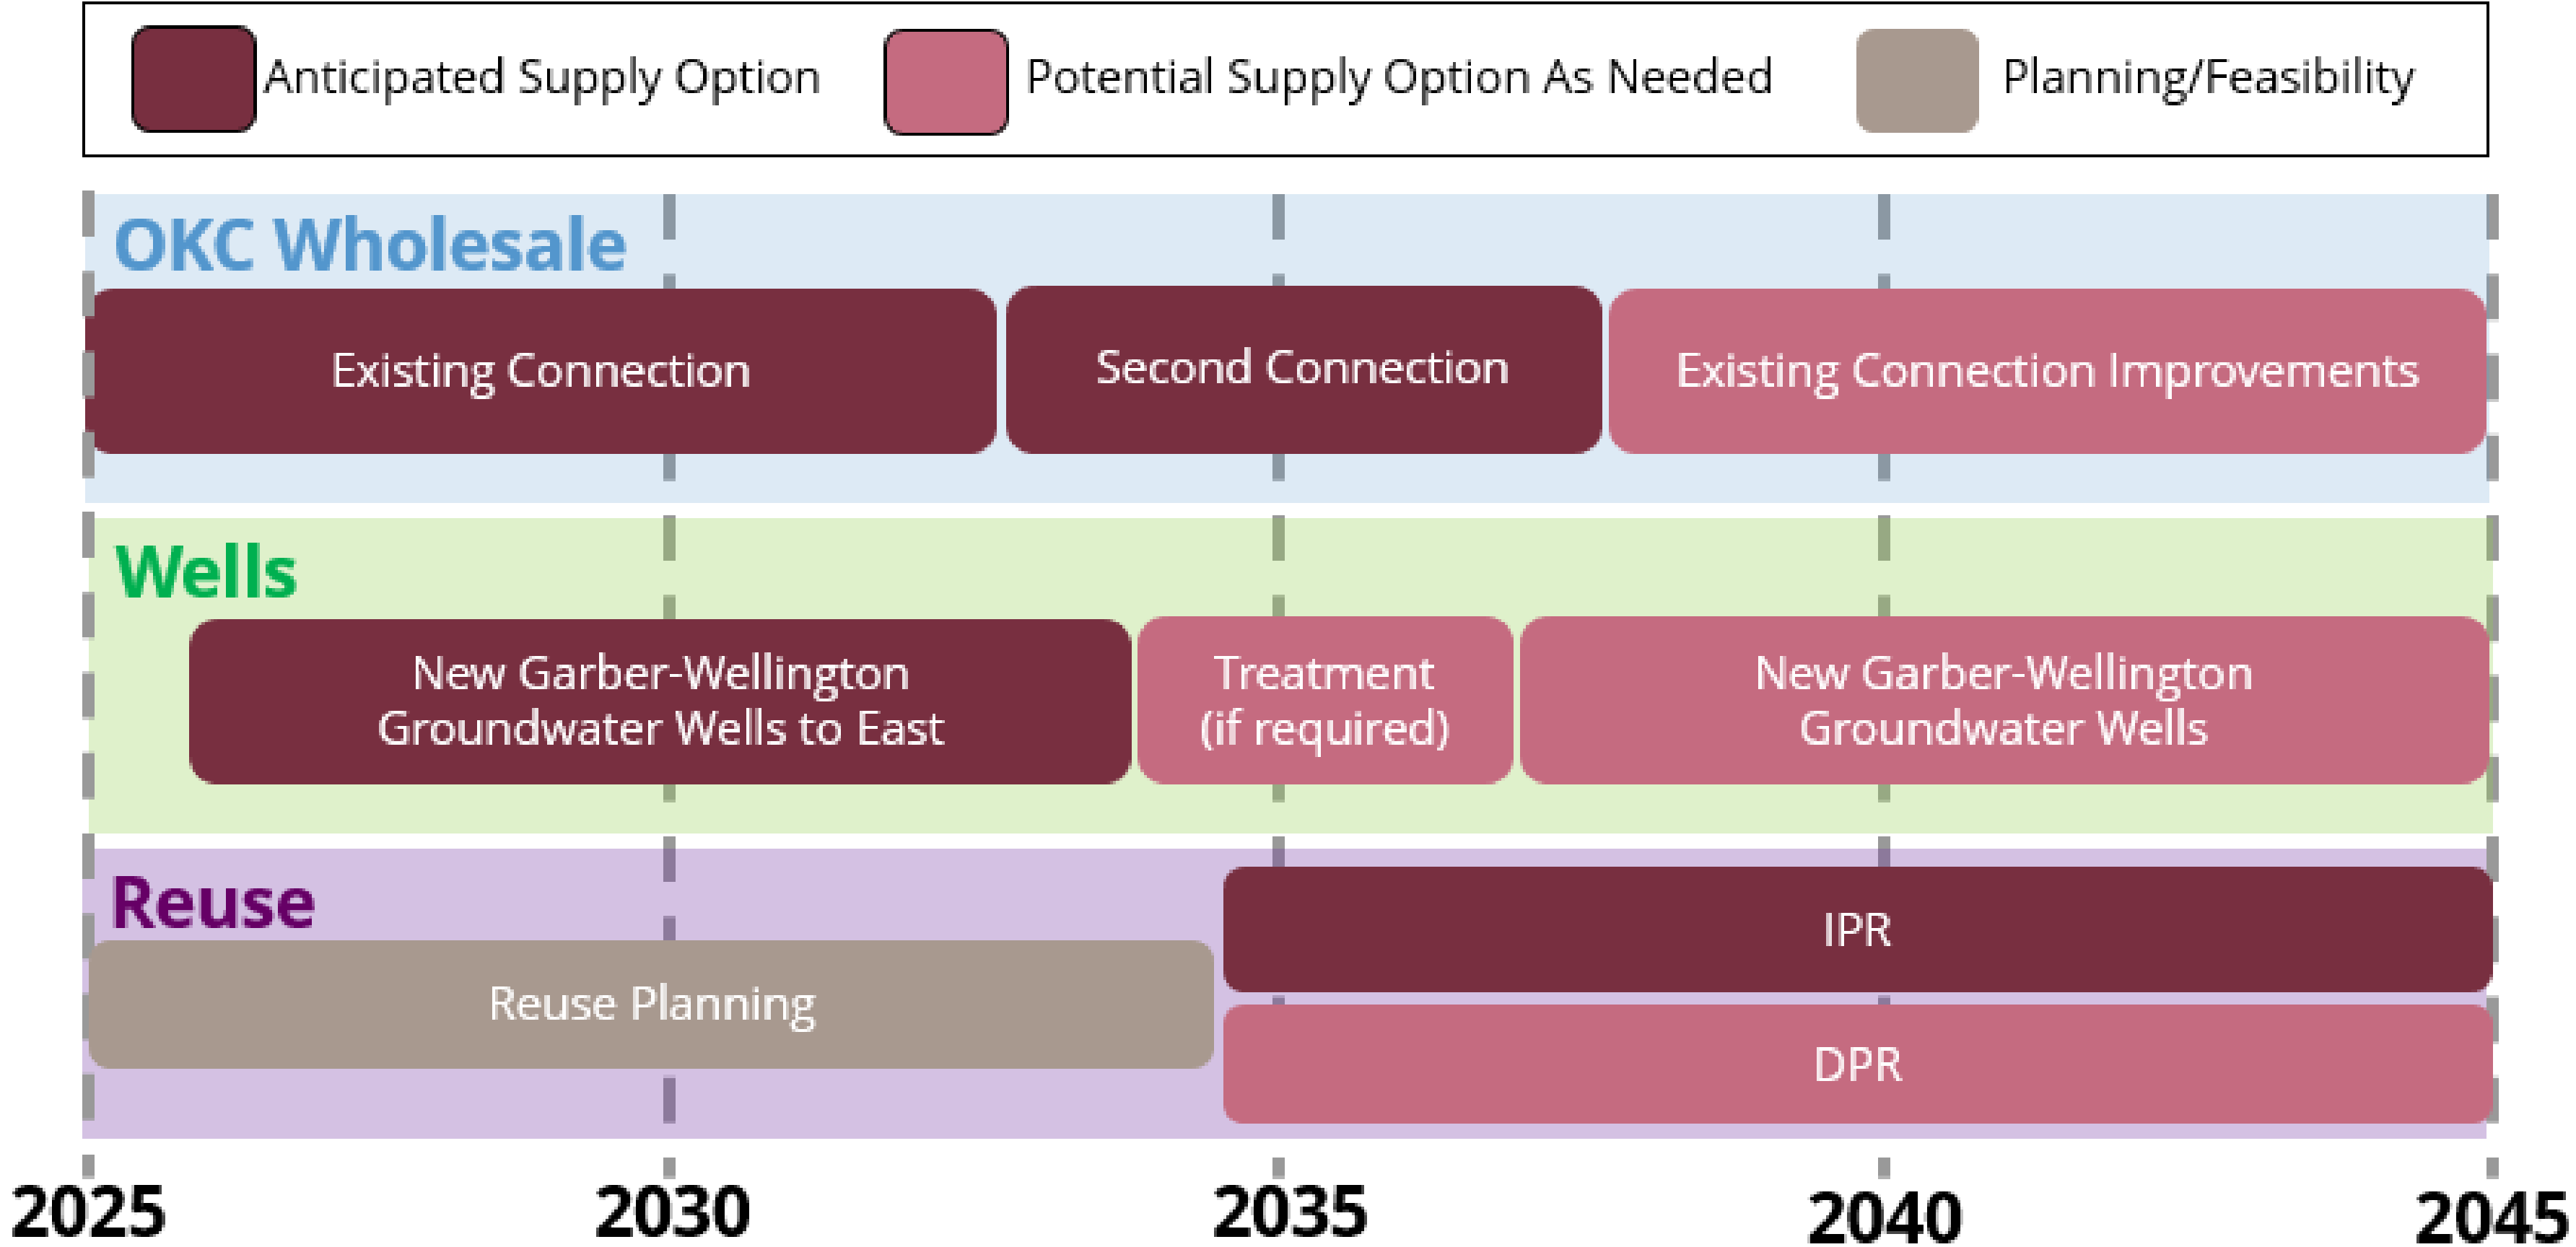 Anticipated Supply Option
Potential Supply Option As Needed
Planning/Feasibility
OKC Wholesale
Existing Connection
Second Connection
Existing Connection Improvements
Wells
New Garber-Wellington
Groundwater Wells to East
Treatment
(if required)
New Garber-Wellington
Groundwater Wells
Reuse
Reuse Planning
IPR
DPR
2025
2030
2035
2040
2045